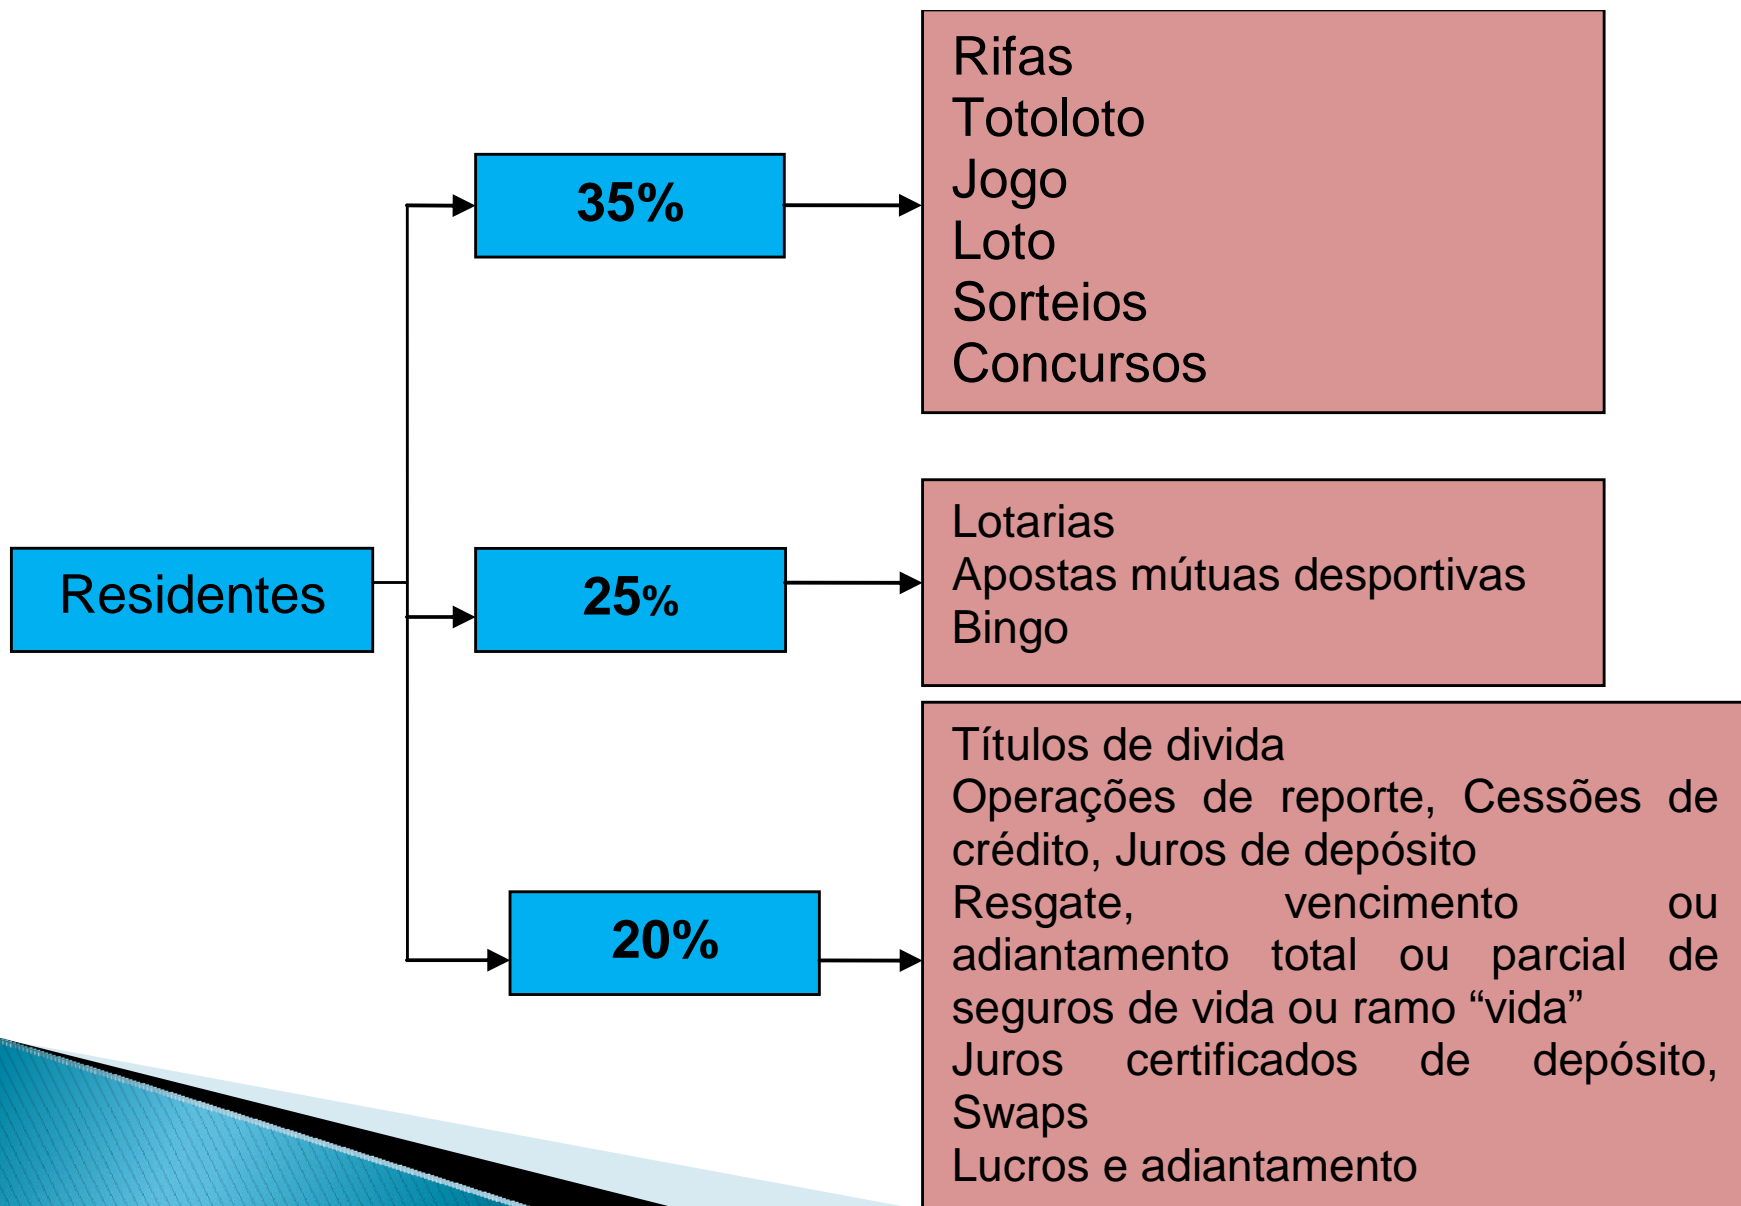 Residentes
35%
Rifas
Totoloto
Jogo
Loto
Sorteios
Concursos
25%
Lotarias
Apostas mútuas desportivas
Bingo
20%
Títulos de divida
Operações de reporte, Cessões de
crédito, Juros de depósito
Resgate, vencimento ou
adiantamento total ou parcial de
seguros de vida ou ramo “vida”
Juros certificados de depósito,
Swaps
Lucros e adiantamento